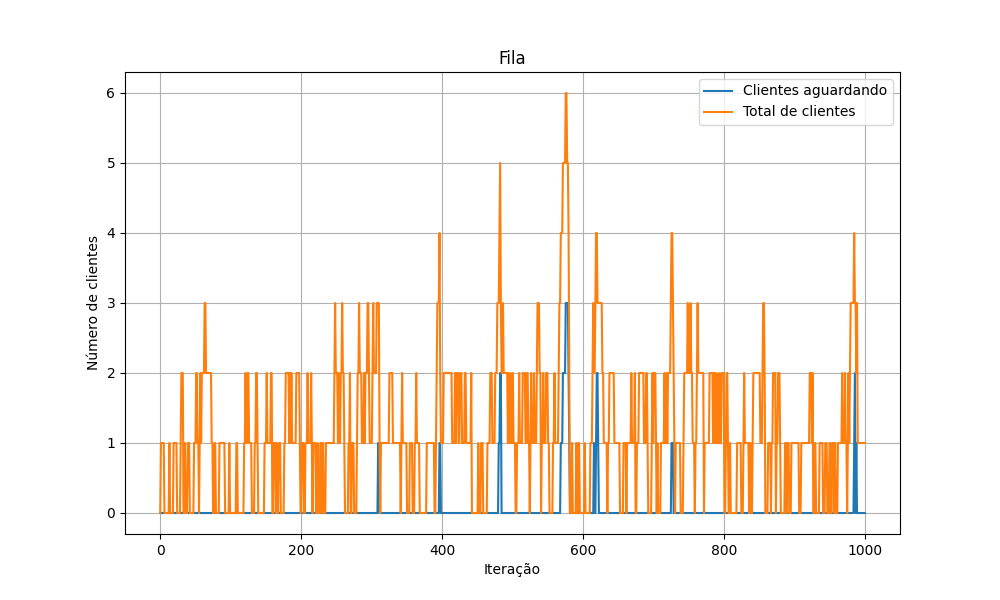 Fila
Clientes aguardando
Total de clientes
6
5
4
3
2
1
0
Número de clientes
0 200 400 600 800 1000
Iteração